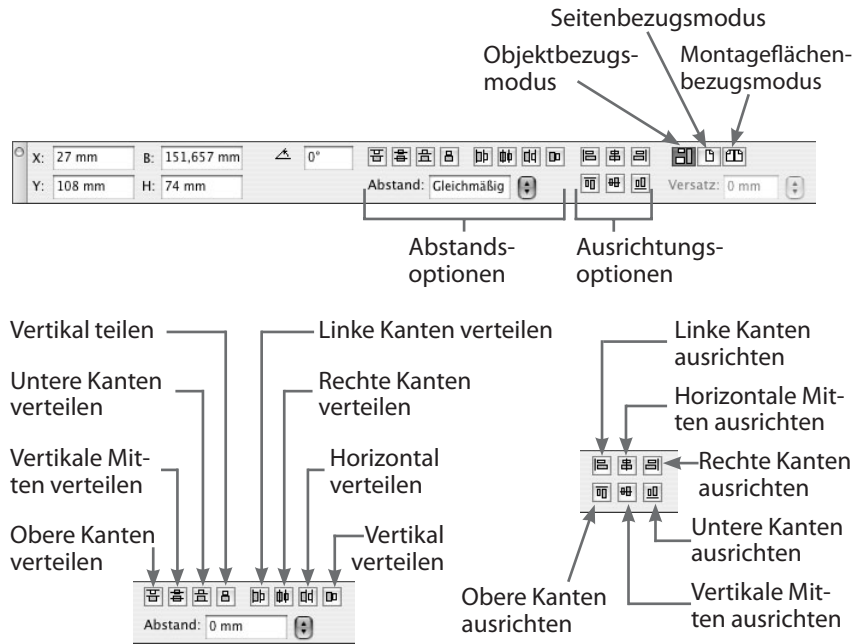 Seitenbezugsmodus
Objektbezugs-
modus
Montageflächen-
bezugsmodus
X: 27 mm B: 151,657 mm 0°
Y: 108 mm H: 74 mm Abstand: Gleichmäßig Versatz: 0 mm
Abstands-
optionen
Ausrichtungs-
optionen
Vertikal teilen
Untere Kanten
verteilen
Vertikale Mit-
ten verteilen
Obere Kanten
verteilen
Linke Kanten verteilen
Rechte Kanten
verteilen
Horizontal
verteilen
Vertikal
verteilen
Abstand: 0 mm
Linke Kanten
ausrichten
Horizontale Mit-
ten ausrichten
Rechte Kanten
ausrichten
Untere Kanten
ausrichten
Vertikale Mit-
ten ausrichten
Obere Kanten
ausrichten